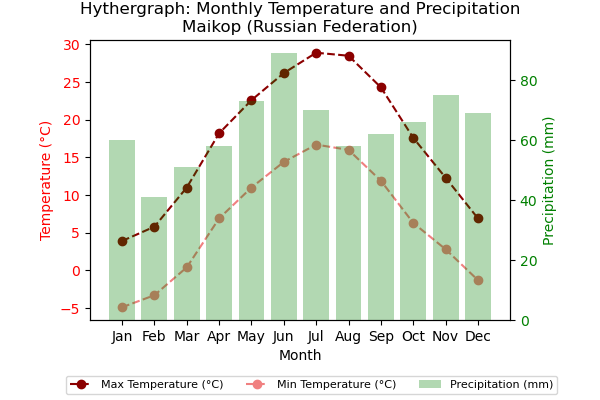 Hythergraph: Monthly Temperature and Precipitation
Maikop (Russian Federation)
30
25
20
15
10
5
0
−5
Temperature (°C)
80
60
40
20
0
Precipitation (mm)
Jan Feb Mar Apr May Jun Jul Aug Sep Oct Nov Dec
Month
Max Temperature (°C) Min Temperature (°C) Precipitation (mm)